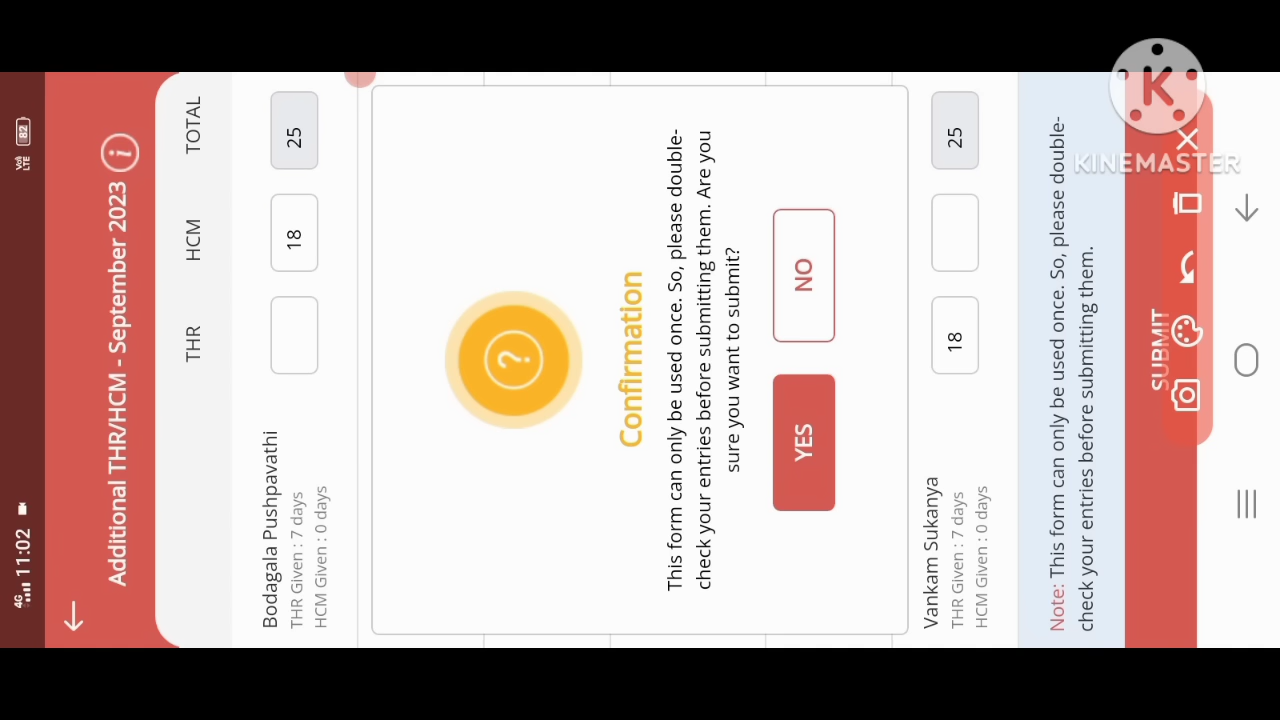 4G 11:02 Vo) LTE 82
Additional THR/HCM - September 2023 i
THR HCM TOTAL
Bodagala Pushpavathi
THR Given : 7 days
HCM Given : 0 days
18 25
?
Confirmation
This form can only be used once. So, please double-
check your entries before submitting them. Are you
sure you want to submit?
YES NO
Vankam Sukanya
THR Given : 7 days
HCM Given : 0 days
18 25
Note: This form can only be used once. So, please double-
check your entries before submitting them.
SUBMIT
K
KINEMASTER